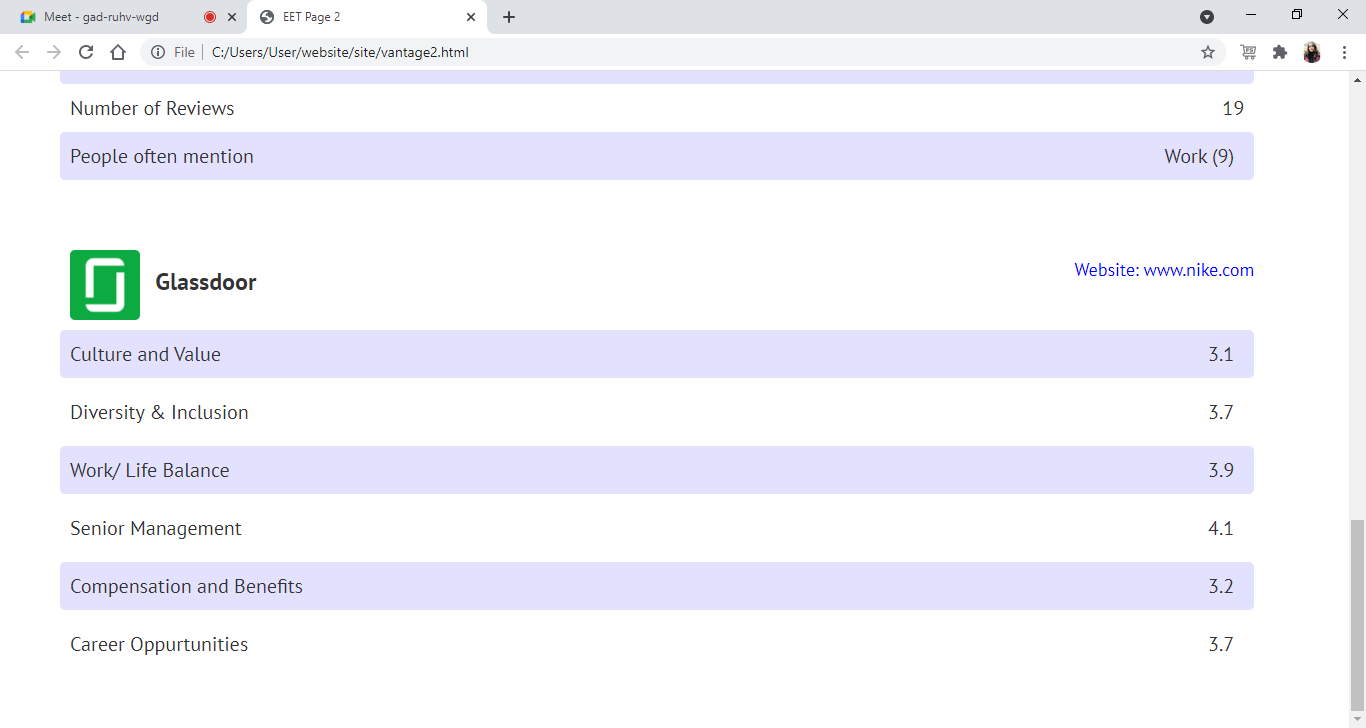 Meet - gad-ruhv-wgd
EET Page 2
File C:/Users/User/website/site/vantage2.html
Number of Reviews 19
People often mention Work (9)
Glassdoor Website: www.nike.com
Culture and Value 3.1
Diversity & Inclusion 3.7
Work/ Life Balance 3.9
Senior Management 4.1
Compensation and Benefits 3.2
Career Oppurtunities 3.7